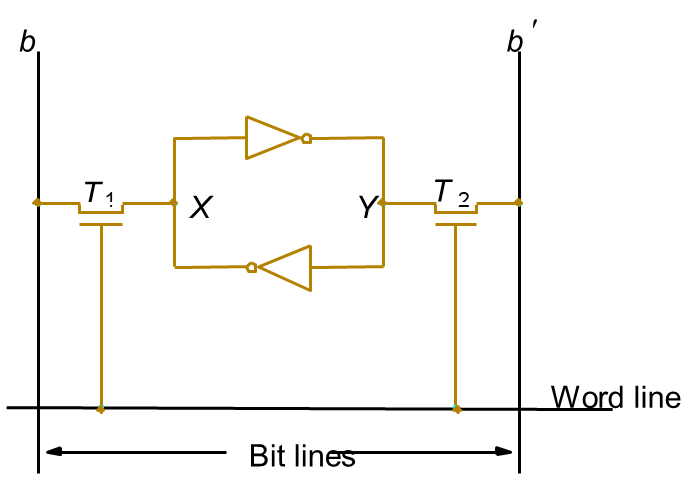 b
b′
T1
X
Y
T2
Word line
Bit lines